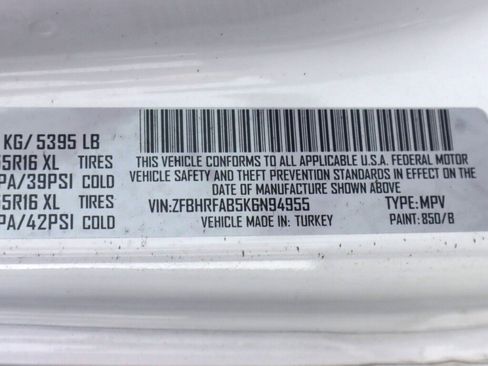 KG/ 5395 LB
5R16 XL TIRES
PA/39PSI COLD
5R16 XL TIRES
PA/42PSI COLD
THIS VEHICLE CONFORMS TO ALL APPLICABLE U.S.A. FEDERAL MOTOR
VEHICLE SAFETY AND THEFT PREVENTION STANDARDS IN EFFECT ON THE
DATE OF MANUFACTURE SHOWN ABOVE
VIN:ZFBHRFAB5K6N94955 TYPE:MPV
VEHICLE MADE IN: TURKEY PAINT:850/B